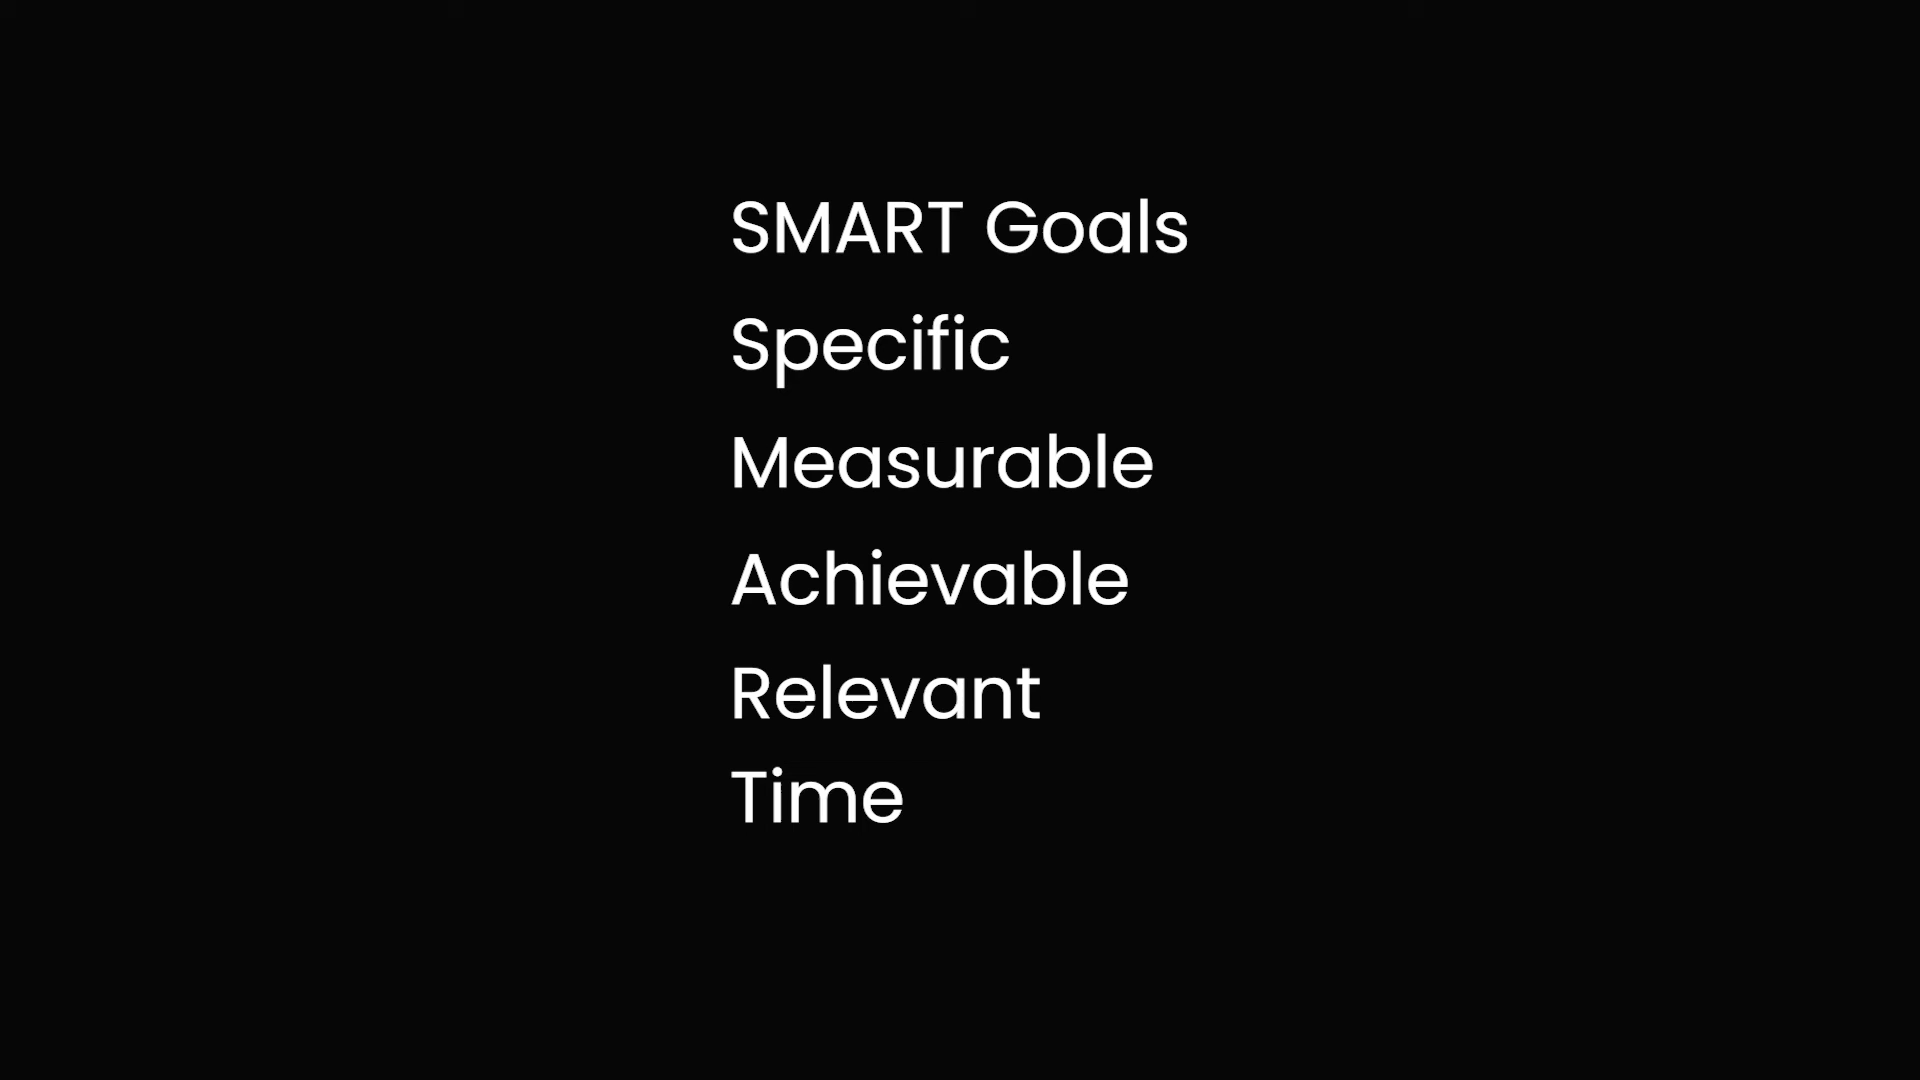 SMART Goals
Specific
Measurable
Achievable
Relevant
Time